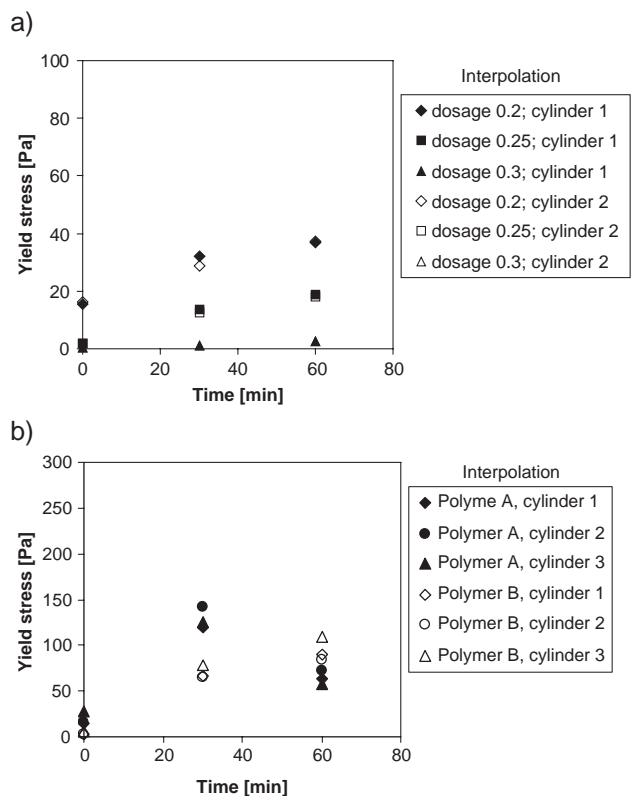 a)
Interpolation
dosage 0.2; cylinder 1
dosage 0.25; cylinder 1
dosage 0.3; cylinder 1
dosage 0.2; cylinder 2
dosage 0.25; cylinder 2
dosage 0.3; cylinder 2
Yield stress [Pa]
100
80
60
40
20
0
0 20 40 60 80
Time [min]
b)
Interpolation
Polyme A, cylinder 1
Polymer A, cylinder 2
Polymer A, cylinder 3
Polymer B, cylinder 1
Polymer B, cylinder 2
Polymer B, cylinder 3
Yield stress [Pa]
300
250
200
150
100
50
0
0 20 40 60 80
Time [min]